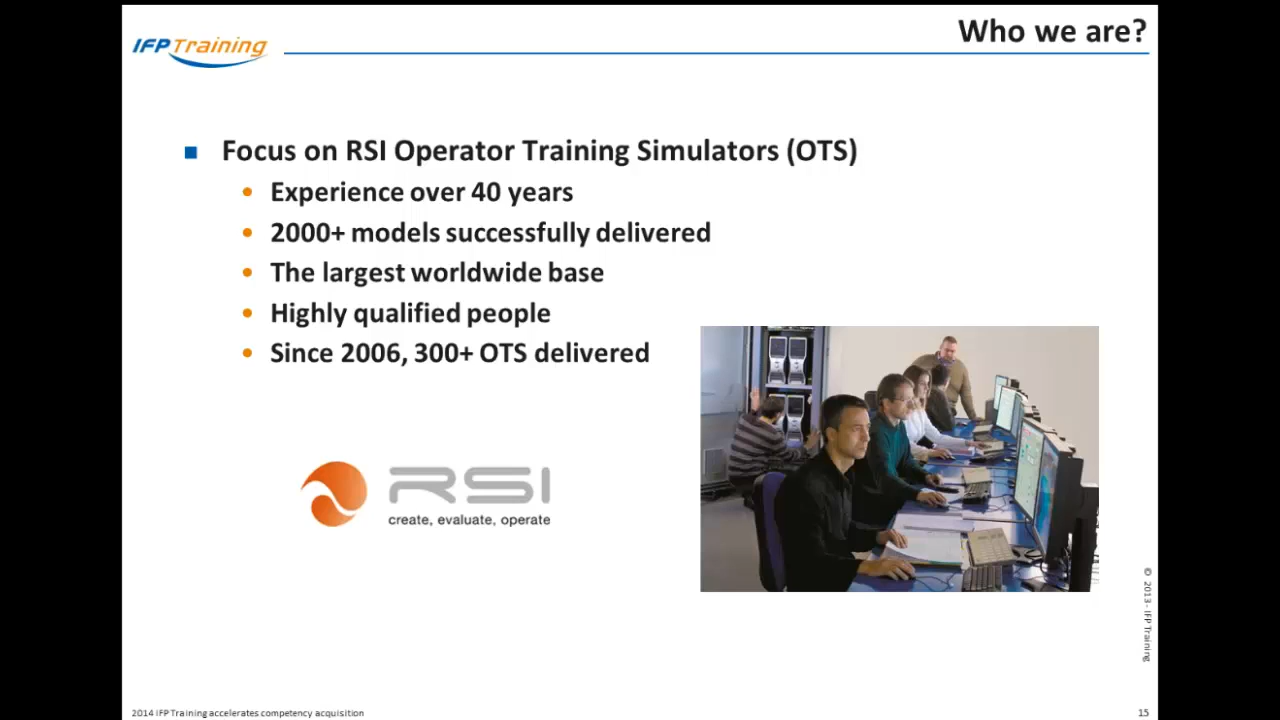 IFP Training
Who we are?
Focus on RSI Operator Training Simulators (OTS)
Experience over 40 years
2000+ models successfully delivered
The largest worldwide base
Highly qualified people
Since 2006, 300+ OTS delivered
RSI
create, evaluate, operate
© 2013 - IFP Training
2014 IFP Training accelerates competency acquisition
15